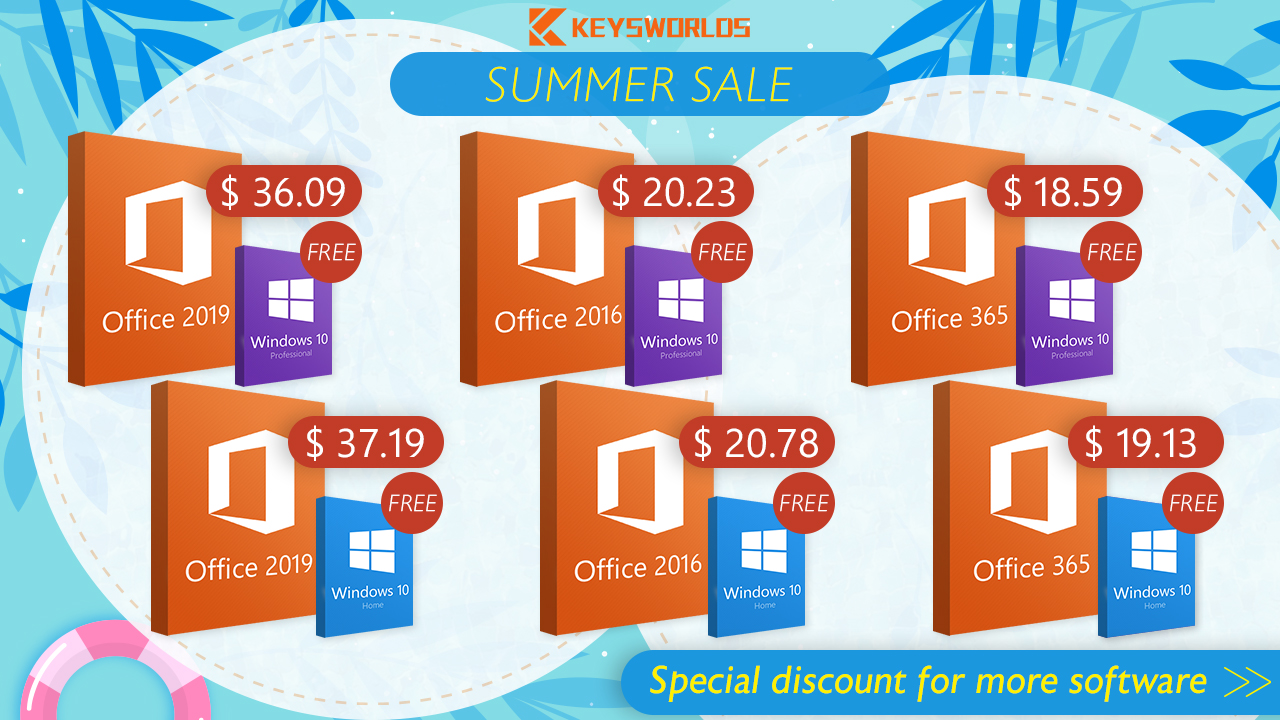 KEYSWORLDS
SUMMER SALE
$ 36.09
FREE
Office 2019
Windows 10
Professional
$ 20.23
FREE
Office 2016
Windows 10
Professional
$ 18.59
FREE
Office 365
Windows 10
Professional
$ 37.19
FREE
Office 2019
Windows 10
Home
$ 20.78
FREE
Office 2016
Windows 10
Home
$ 19.13
FREE
Office 365
Windows 10
Home
Special discount for more software >>